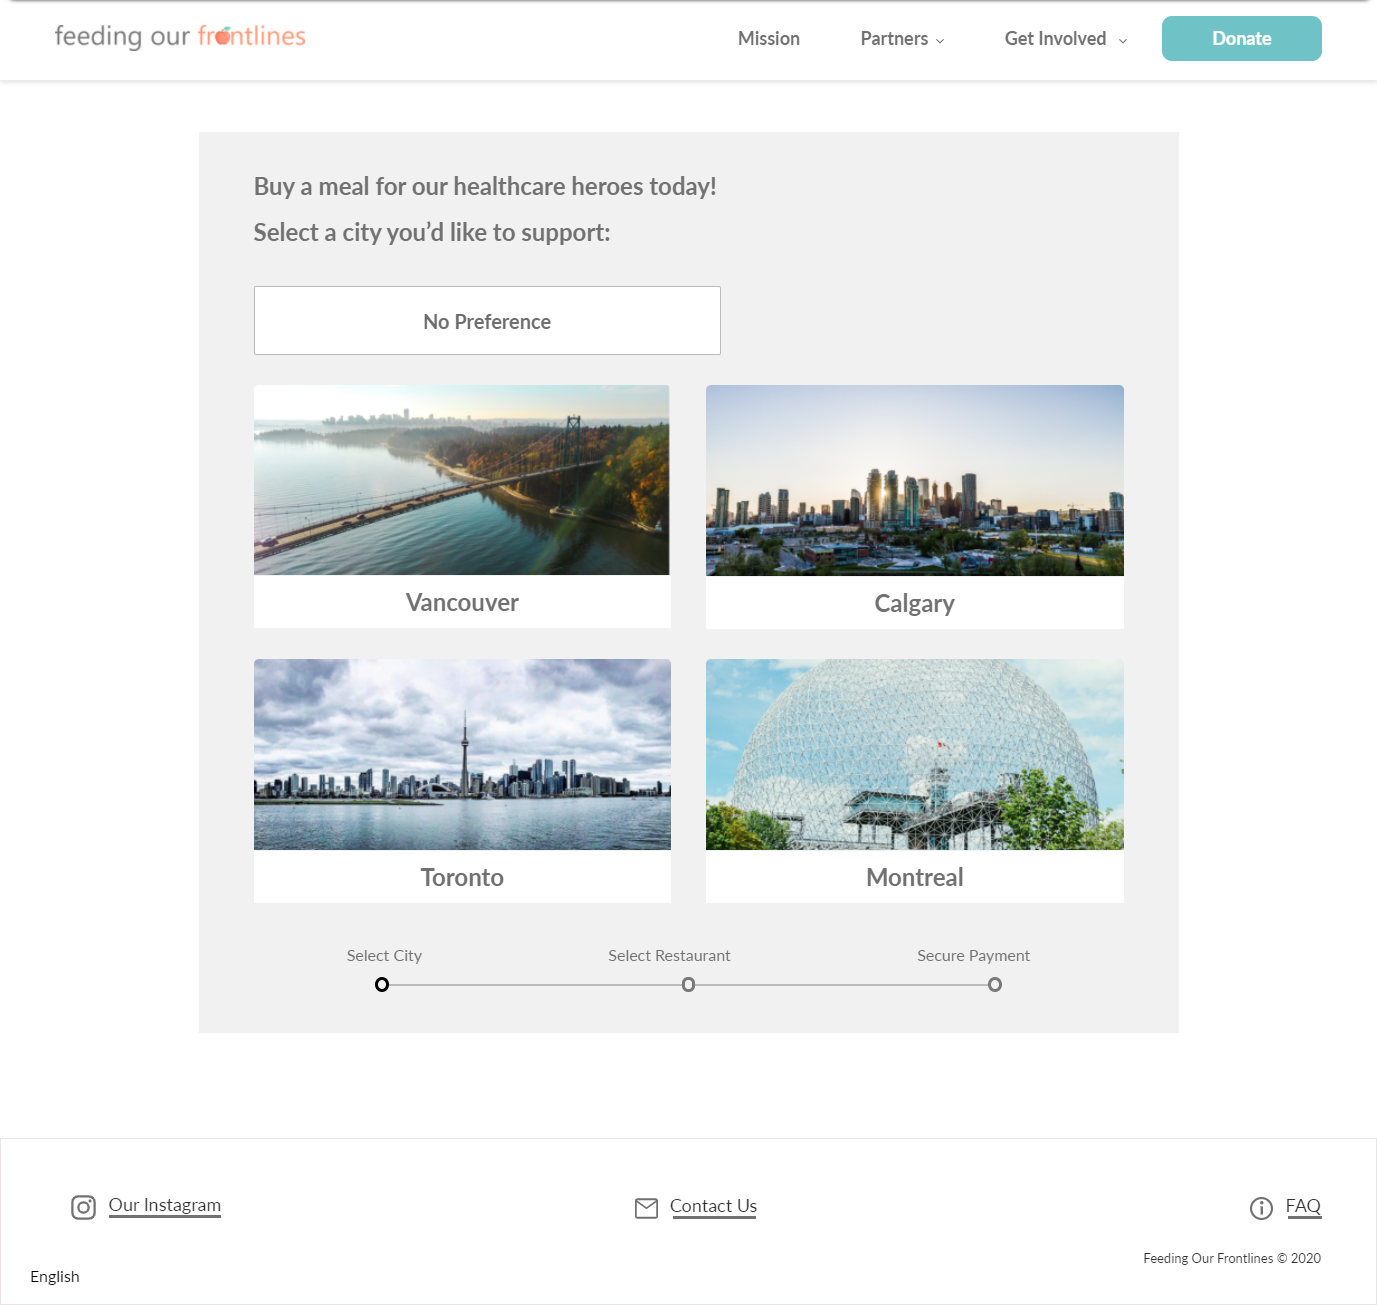 feeding our frontlines
Mission
Partners
Get Involved
Donate
Buy a meal for our healthcare heroes today!
Select a city you’d like to support:
No Preference
Vancouver
Calgary
Toronto
Montreal
Select City
Select Restaurant
Secure Payment
Our Instagram
Contact Us
FAQ
Feeding Our Frontlines © 2020
English